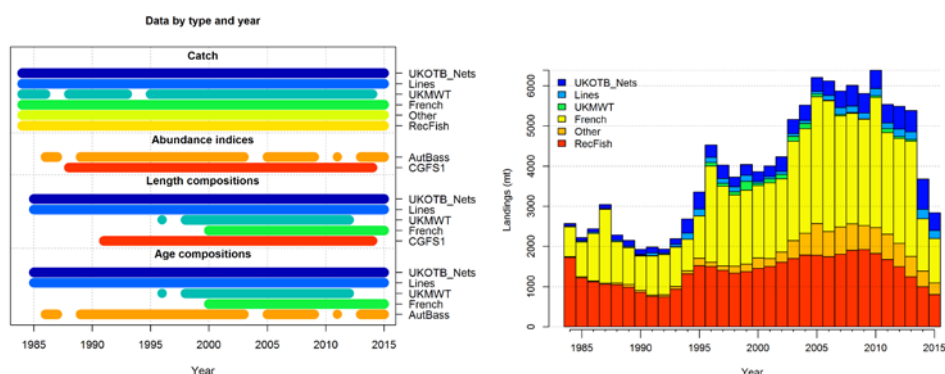 Data by type and year
Catch
UKOTB_Nets
Lines
UKMWT
French
Other
RecFish
Abundance indices
AutBass
CGFS1
Length compositions
UKOTB_Nets
Lines
UKMWT
French
CGFS1
Age compositions
UKOTB_Nets
Lines
UKMWT
French
AutBass
1985 1990 1995 2000 2005 2010 2015
Year
Landings (mt)
0 1000 2000 3000 4000 5000 6000
UKOTB_Nets
Lines
UKMWT
French
Other
RecFish
1985 1990 1995 2000 2005 2010 2015
Year